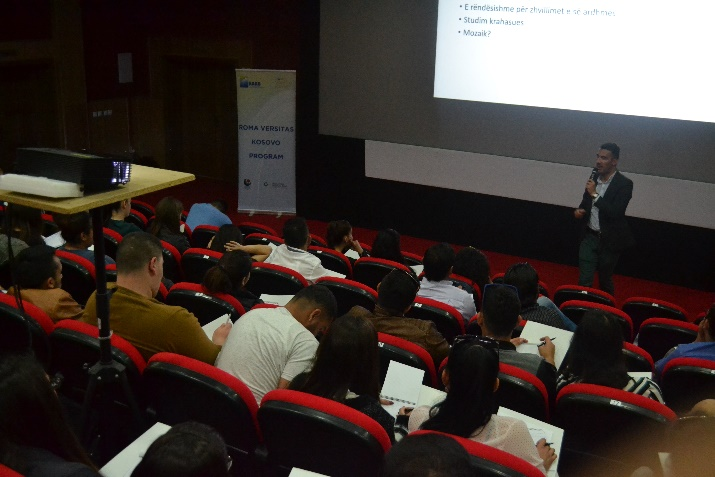 • E rëndësishme për zhvillimet e së ardhmes
• Studim krahasues
• Mozaik?
ROMA VERSITAS
KOSOVO
PROGRAM